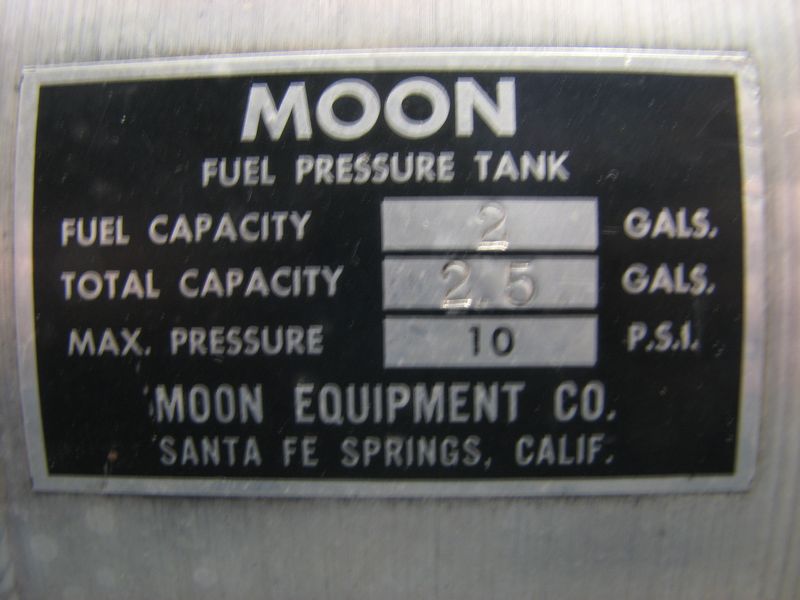 MOON
FUEL PRESSURE TANK
FUEL CAPACITY 2 GALS.
TOTAL CAPACITY 2.5 GALS.
MAX. PRESSURE 10 P.S.I.
MOON EQUIPMENT CO.
SANTA FE SPRINGS, CALIF.